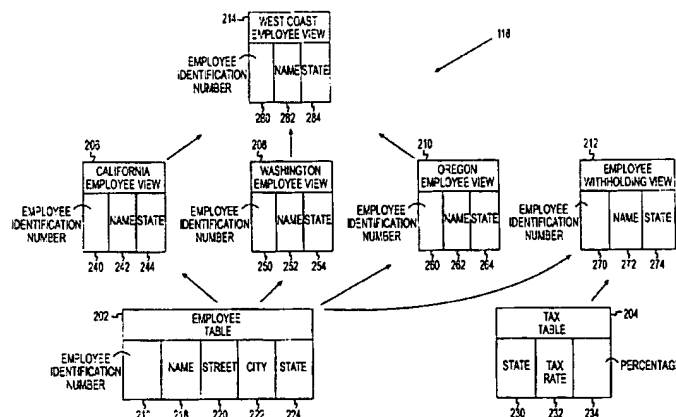 214
WEST COAST
EMPLOYEE VIEW
118
EMPLOYEE
IDENTIFICATION
NUMBER
NAME
STATE
280
282
284
206
CALIFORNIA
EMPLOYEE VIEW
EMPLOYEE
IDENTIFICATION
NUMBER
NAME
STATE
240
242
244
208
WASHINGTON
EMPLOYEE VIEW
EMPLOYEE
IDENTIFICATION
NUMBER
NAME
STATE
250
252
254
210
OREGON
EMPLOYEE VIEW
EMPLOYEE
IDENTIFICATION
NUMBER
NAME
STATE
260
262
264
212
EMPLOYEE
WITHHOLDING VIEW
EMPLOYEE
IDENTIFICATION
NUMBER
NAME
STATE
270
272
274
202
EMPLOYEE
TABLE
EMPLOYEE
IDENTIFICATION
NUMBER
NAME
STREET
CITY
STATE
218
220
222
224
204
TAX
TABLE
STATE
TAX
RATE
PERCENTAGE
230
232
234